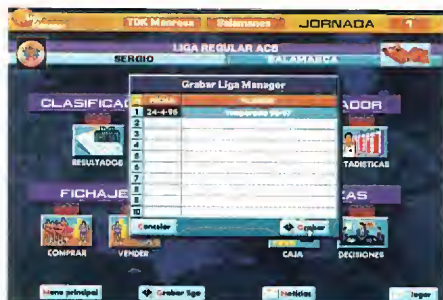 TDK Manresa Salamanca JORNADA 1
LIGA REGULAR ACB
SERGIO SALAMANCA
Grabar Liga Manager
FECHA
1 24-4-96 Temporada 96-97
2
3
4
5
6
7
8
9
10
Cancelar Grabar
CLASIFICAC
ADOR
RESULTADOS
TADISTICAS
FICHAJE
AS
COMPRAR VENDER CAJA DECISIONES
Menu principal Grabar liga Noticias Jugar